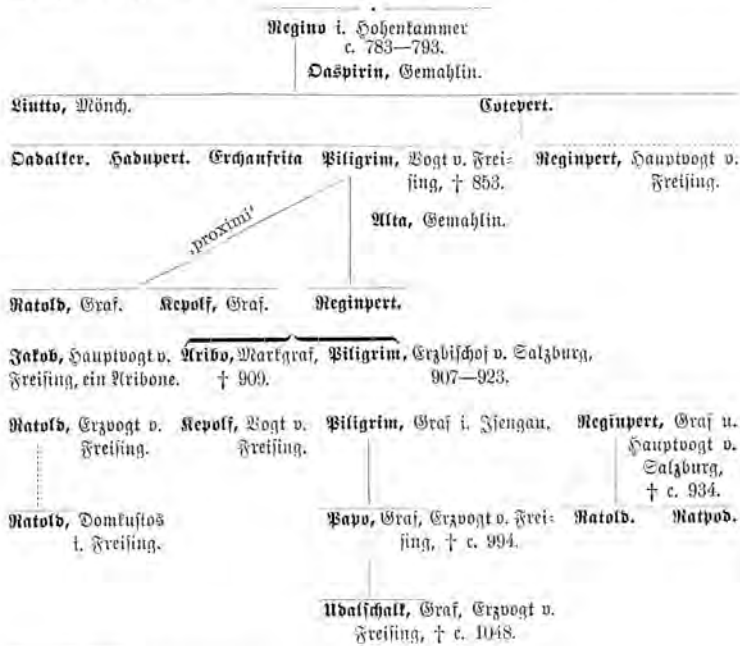 Regino i. Hohenkammer
c. 783—793.
Oaspirin, Gemahlin.
Liutto, Mönch. Cotepert.
Oadalker. Hadupert. Erchanfrita Piligrim, Vogt v. Frei= Reginpert, Hauptvogt v.
sing, † 853. Freising.
‚proximi‘
Alta, Gemahlin.
Ratold, Graf. Kepolf, Graf. Reginpert.
Jakob, Hauptvogt v. Aribo, Markgraf, Piligrim, Erzbischof v. Salzburg,
Freising, ein Aribone. † 909. 907—923.
Ratold, Erzvogt v. Kepolf, Vogt v. Piligrim, Graf i. Isengau. Reginpert, Graf u.
Freising. Freising. Hauptvogt v.
Salzburg,
† c. 934.
Ratold, Domkustos Papo, Graf, Erzvogt v. Frei= Ratold. Ratpod.
i. Freising. sing, † c. 994.
Udalschalk, Graf, Erzvogt v.
Freising, † c. 1048.